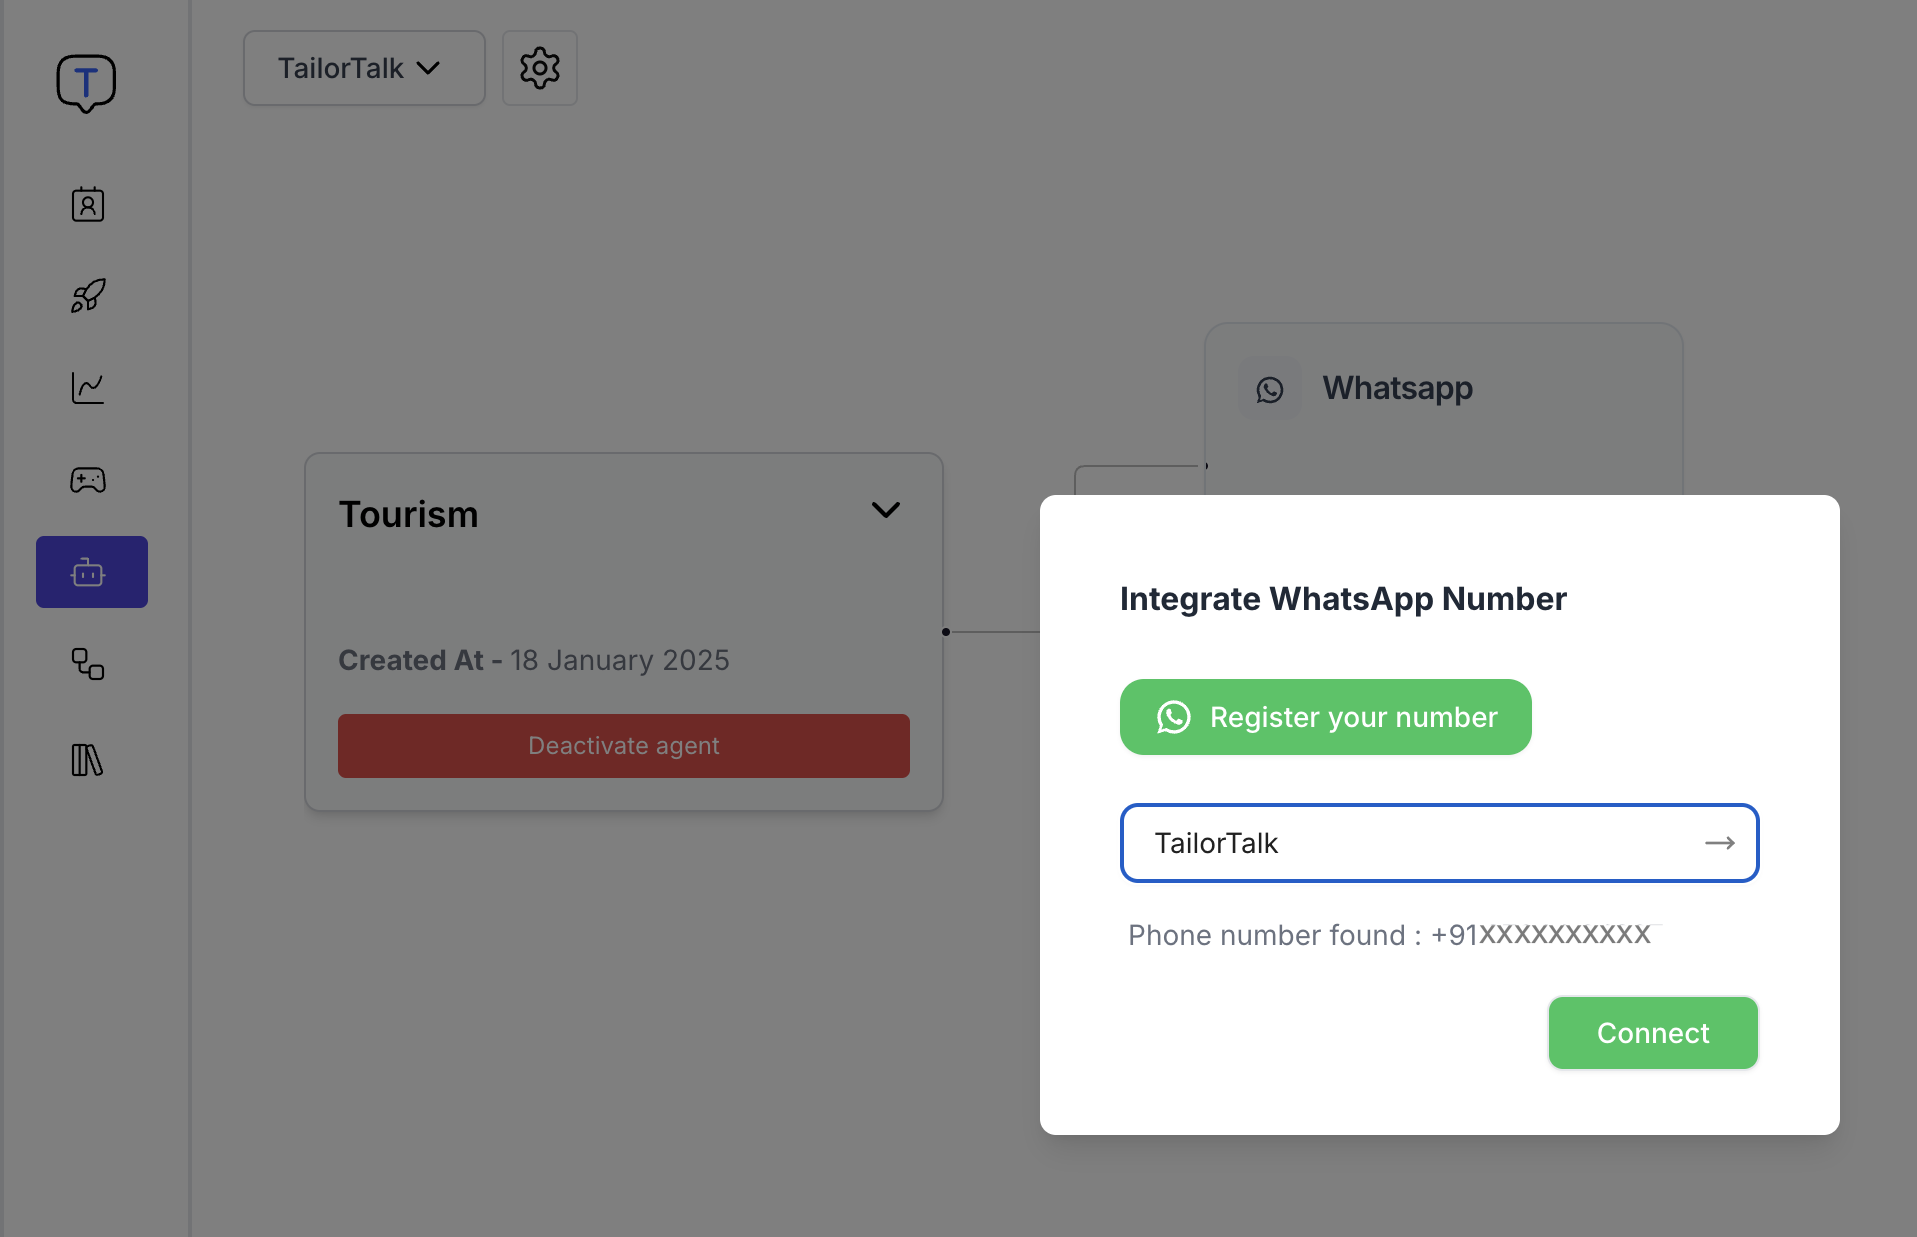 T
TailorTalk
Whatsapp
Tourism
Created At - 18 January 2025
Deactivate agent
Integrate WhatsApp Number
Register your number
TailorTalk
Phone number found : +91XXXXXXXXXX
Connect